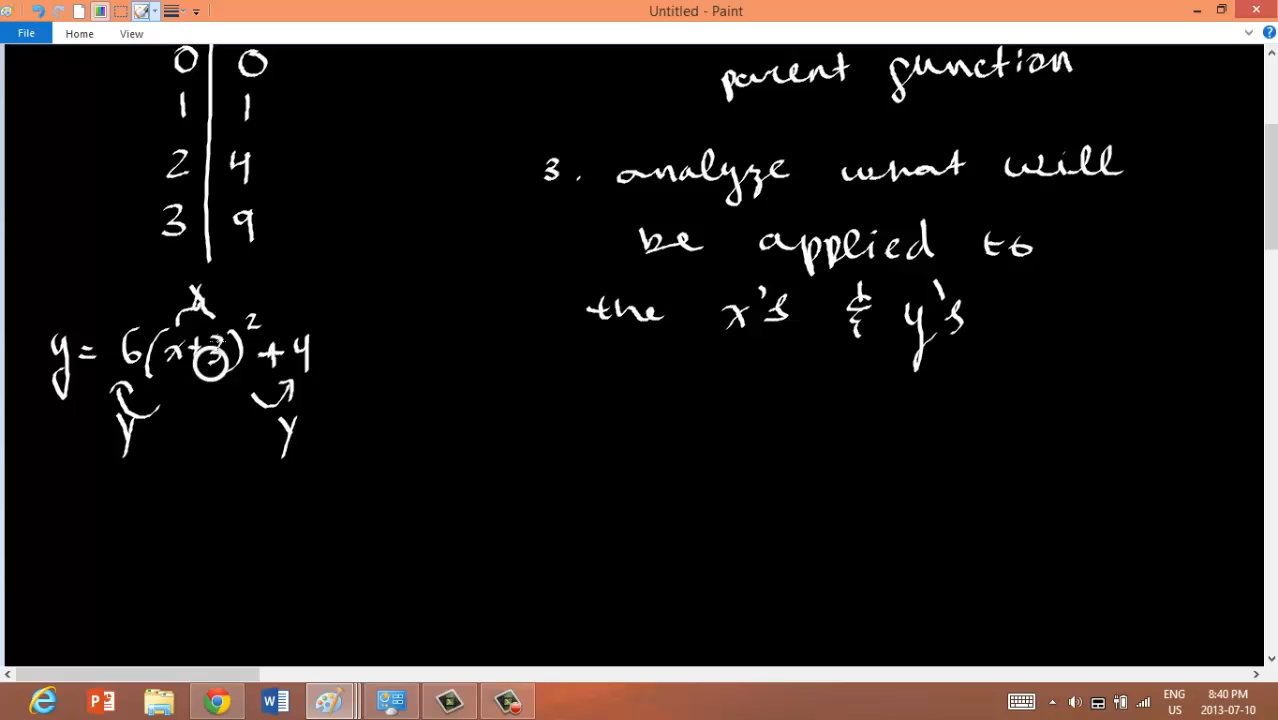 Untitled - Paint
File Home View
0 0
1 1
2 4
3 9
x
y = 6(x+3)² + 4
y y
parent function
3. analyze what will
be applied to
the x's & y's
ENG 8:40 PM
US 2013-07-10